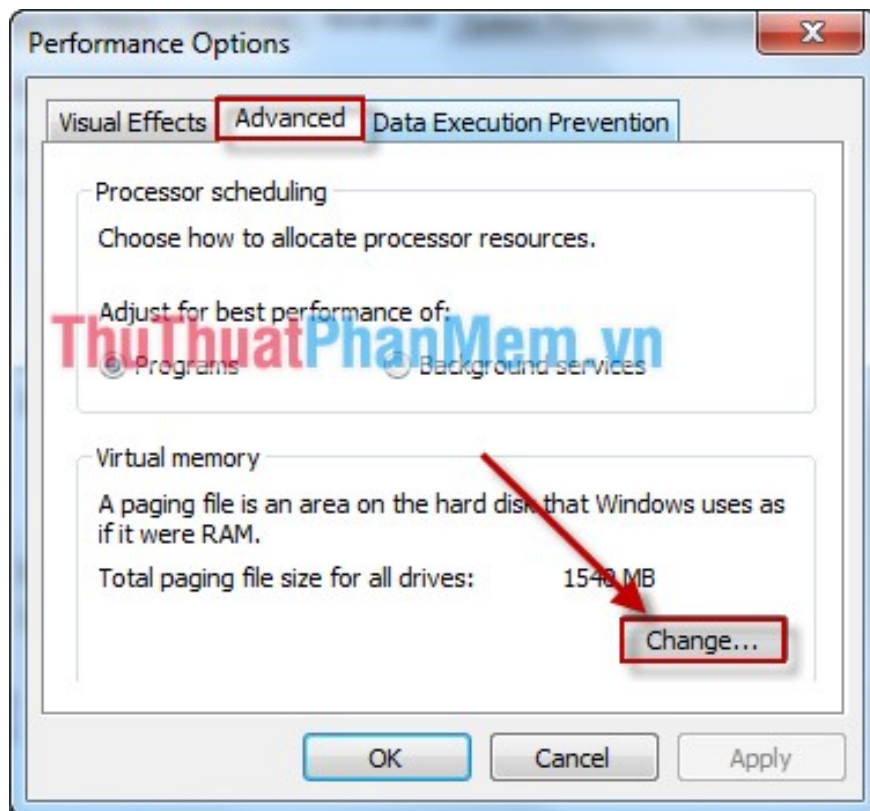 Performance Options
Visual Effects Advanced Data Execution Prevention
Processor scheduling
Choose how to allocate processor resources.
Adjust for best performance of:
ThuThuatPhanMem.vn
Programs Background services
Virtual memory
A paging file is an area on the hard disk that Windows uses as
if it were RAM.
Total paging file size for all drives: 1540 MB
Change...
OK Cancel Apply